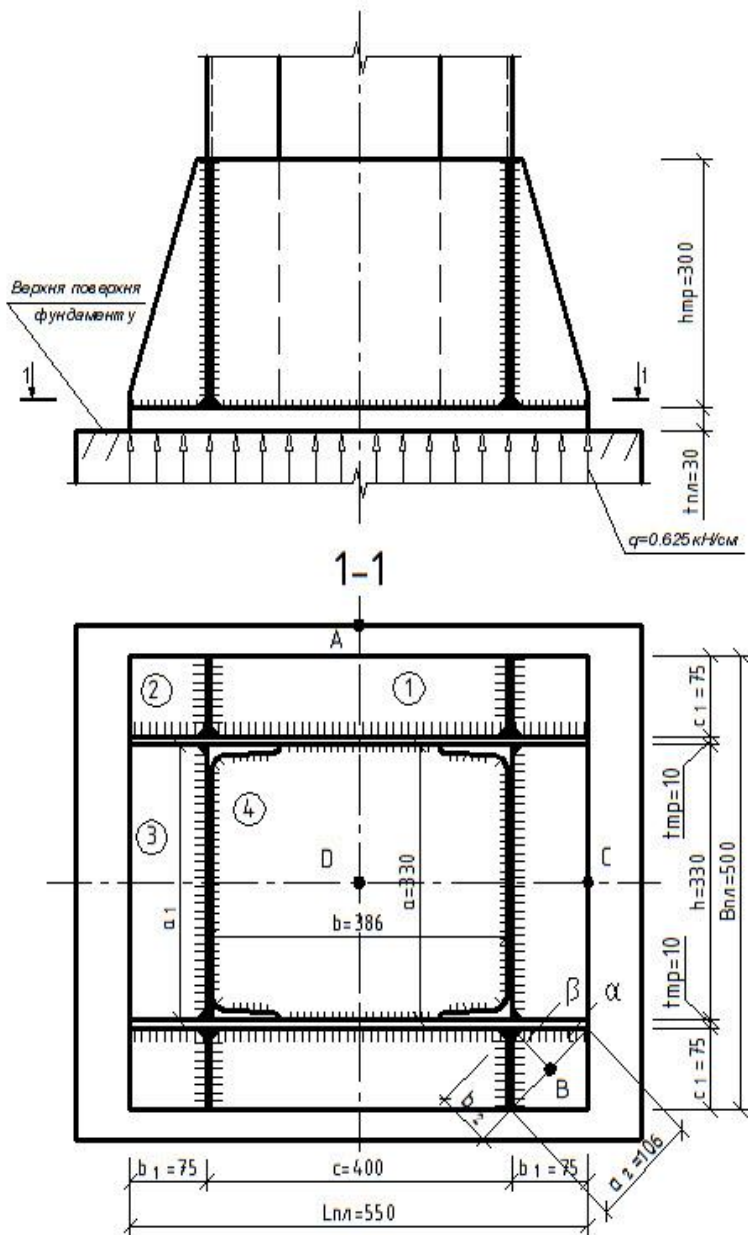 Верхня поверхня
фундаменту
1
1
hтр=300
tпл=30
q=0.625 кН/см
1-1
A
2
1
3
4
D
C
a1
a=330
b=386
β
α
B
b2
a2=106
c1=75
tтр=10
h=330
Bпл=500
tтр=10
c1=75
b1=75
c=400
b1=75
Lпл=550